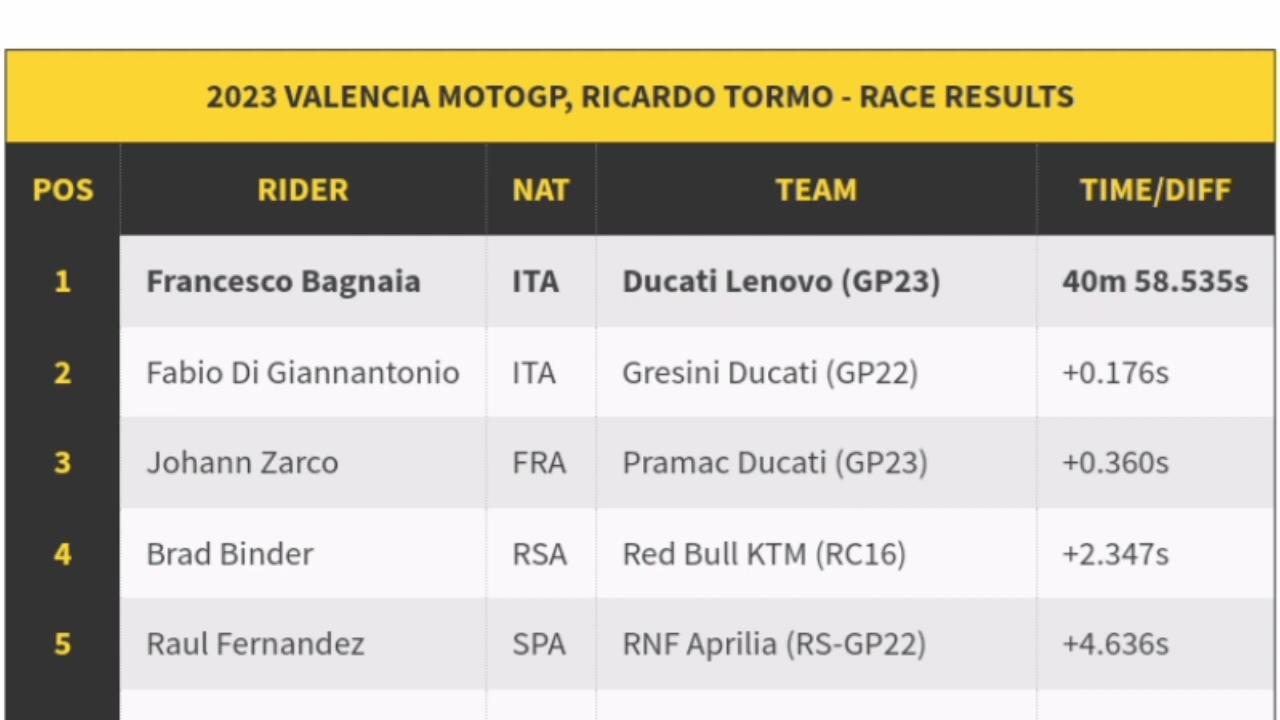 2023 VALENCIA MOTOGP, RICARDO TORMO - RACE RESULTS
POS RIDER NAT TEAM TIME/DIFF
1 Francesco Bagnaia ITA Ducati Lenovo (GP23) 40m 58.535s
2 Fabio Di Giannantonio ITA Gresini Ducati (GP22) +0.176s
3 Johann Zarco FRA Pramac Ducati (GP23) +0.360s
4 Brad Binder RSA Red Bull KTM (RC16) +2.347s
5 Raul Fernandez SPA RNF Aprilia (RS-GP22) +4.636s